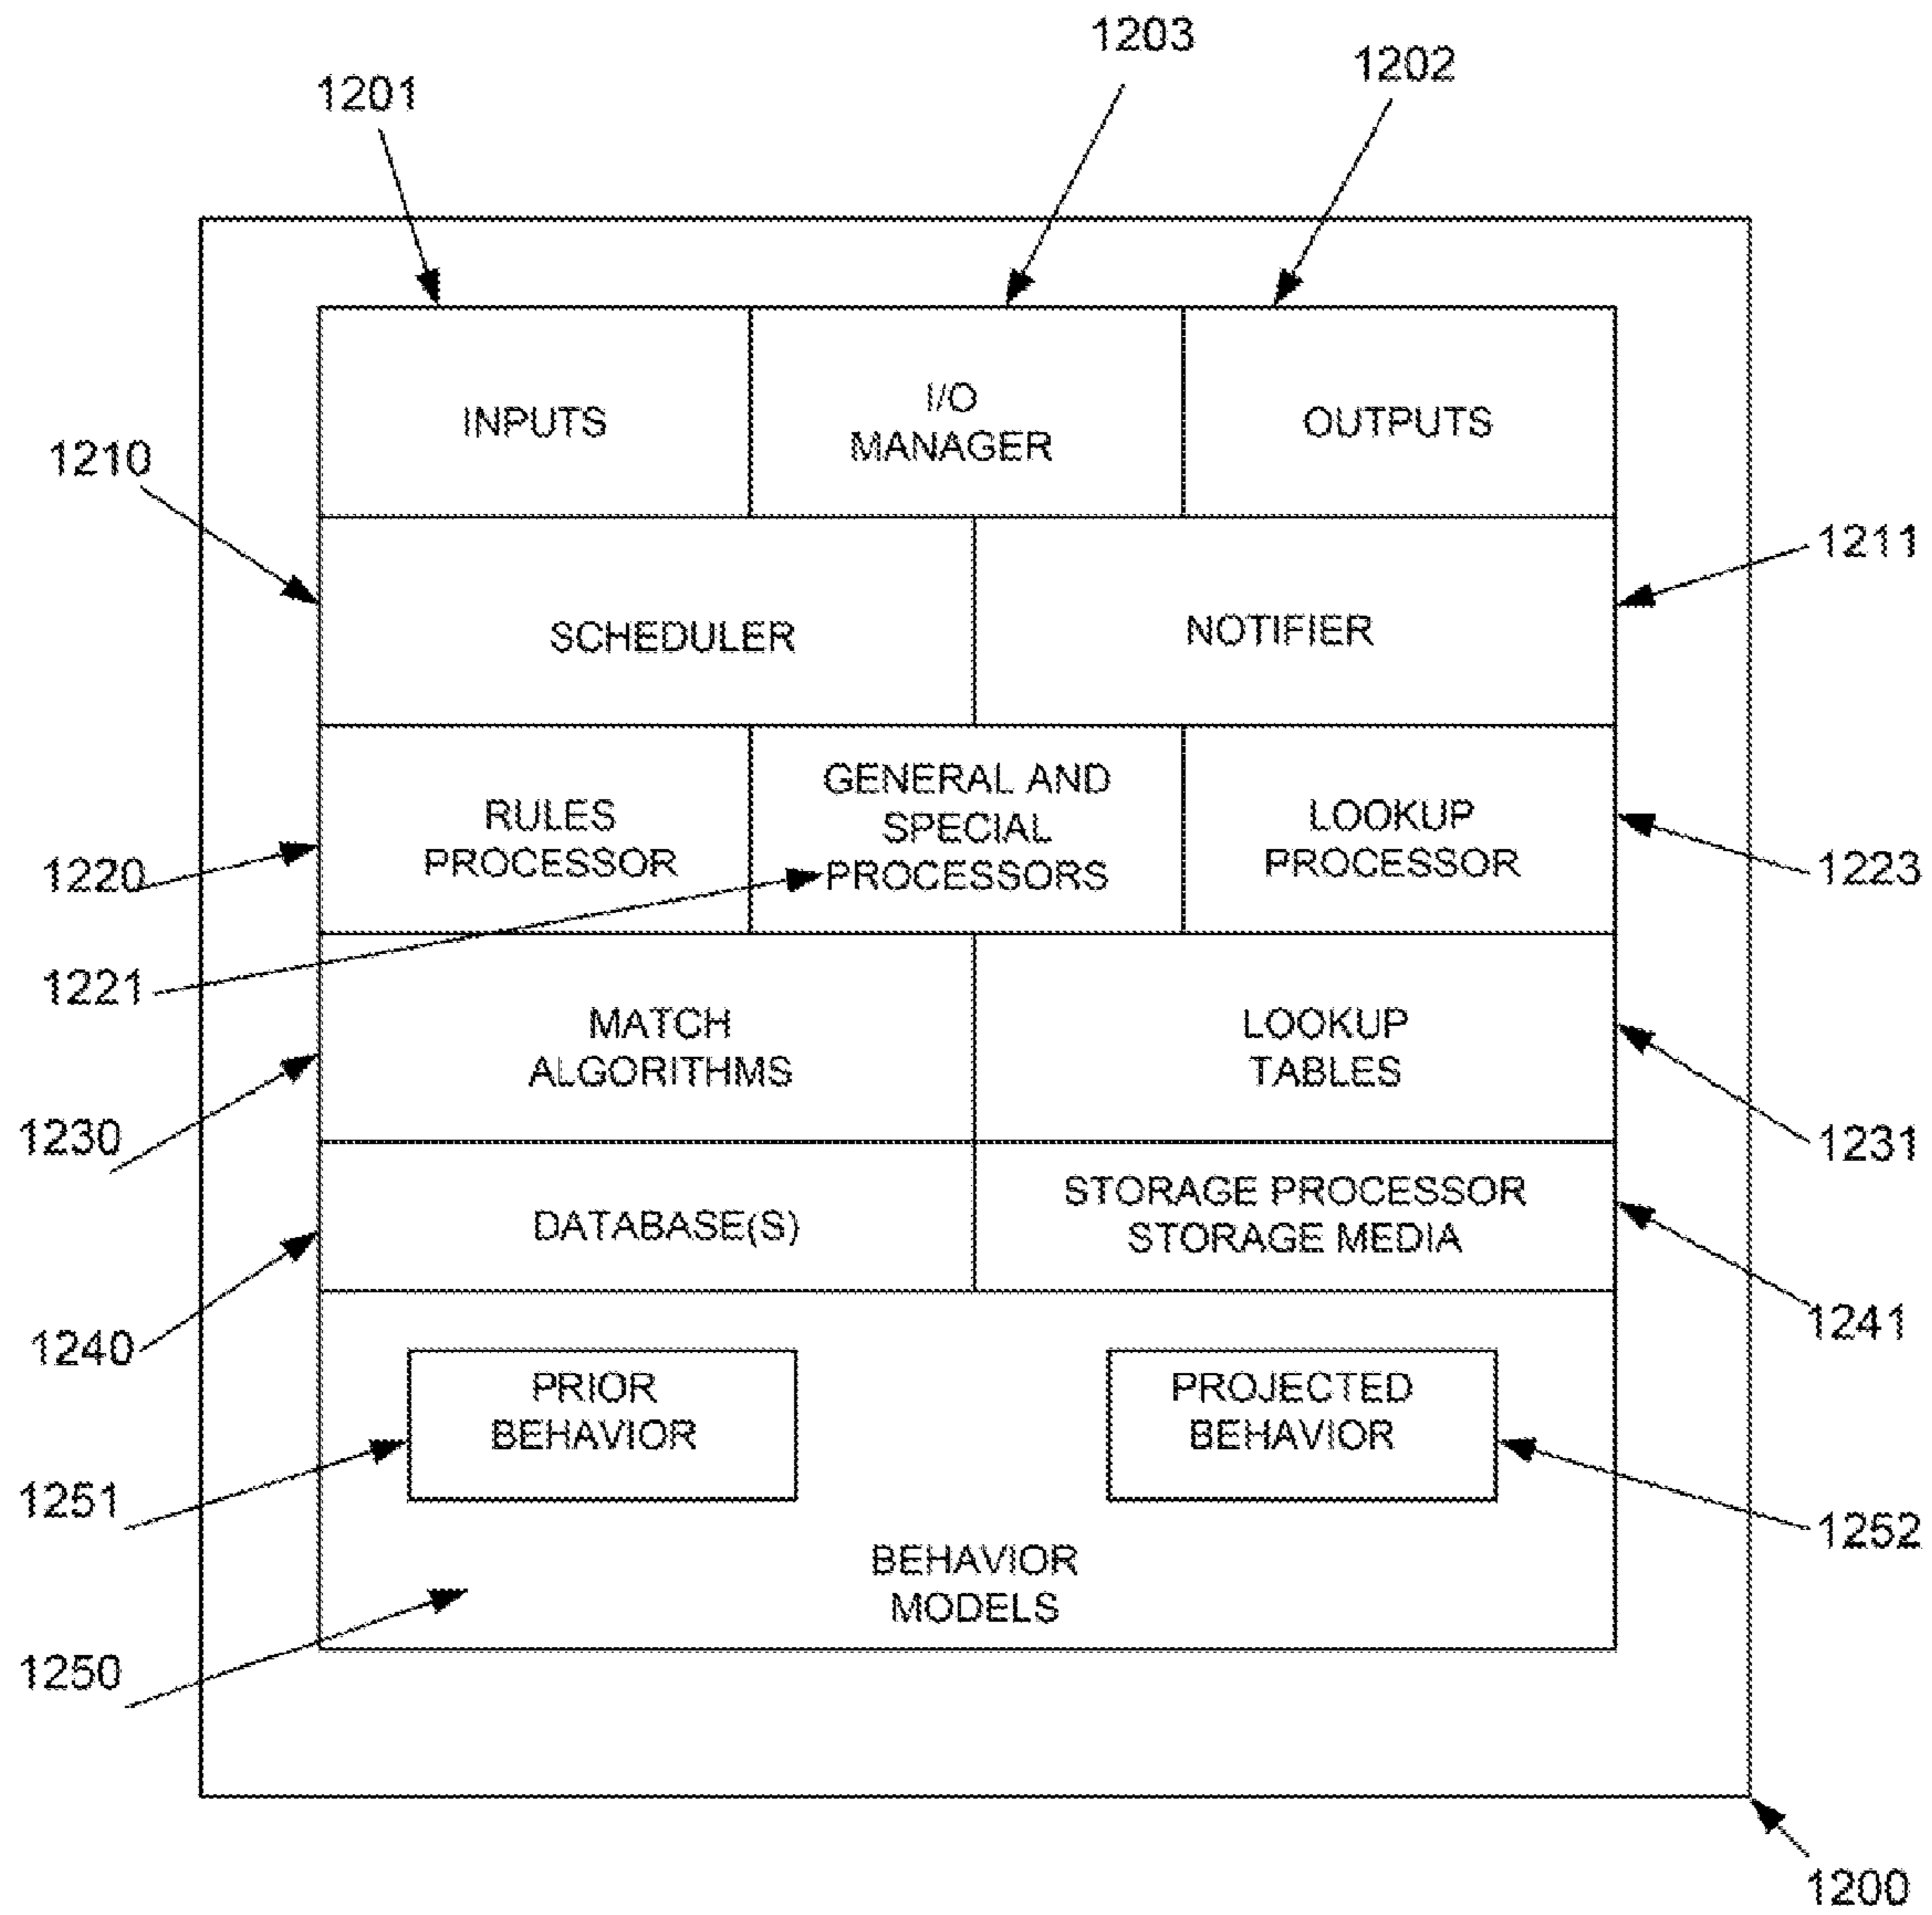 1203
1202
1201
INPUTS
I/O
MANAGER
OUTPUTS
1210
1211
SCHEDULER
NOTIFIER
RULES
PROCESSOR
GENERAL AND
SPECIAL
PROCESSORS
LOOKUP
PROCESSOR
1220
1223
1221
MATCH
ALGORITHMS
LOOKUP
TABLES
1230
1231
DATABASE(S)
STORAGE PROCESSOR
STORAGE MEDIA
1240
1241
PRIOR
BEHAVIOR
PROJECTED
BEHAVIOR
1251
1252
BEHAVIOR
MODELS
1250
1200